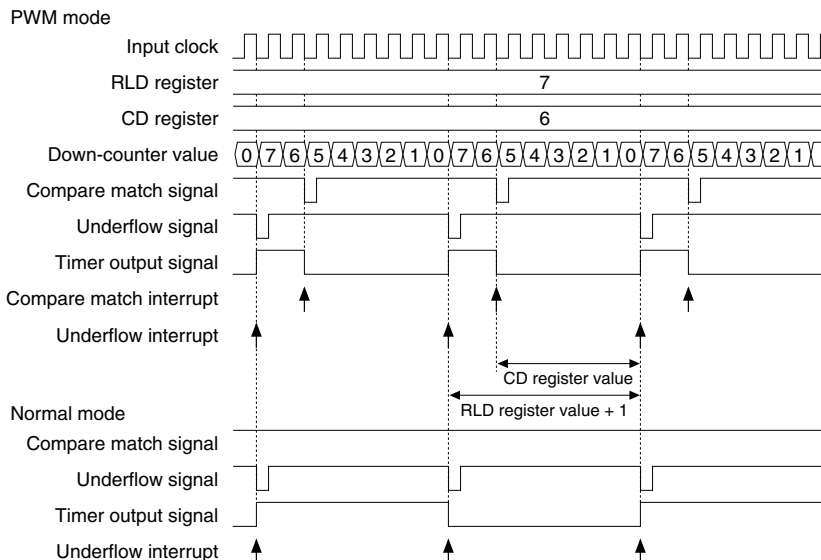 PWM mode
Input clock
RLD register 7
CD register 6
Down-counter value 0 7 6 5 4 3 2 1 0 7 6 5 4 3 2 1 0 7 6 5 4 3 2 1
Compare match signal
Underflow signal
Timer output signal
Compare match interrupt
Underflow interrupt
CD register value
RLD register value + 1
Normal mode
Compare match signal
Underflow signal
Timer output signal
Underflow interrupt